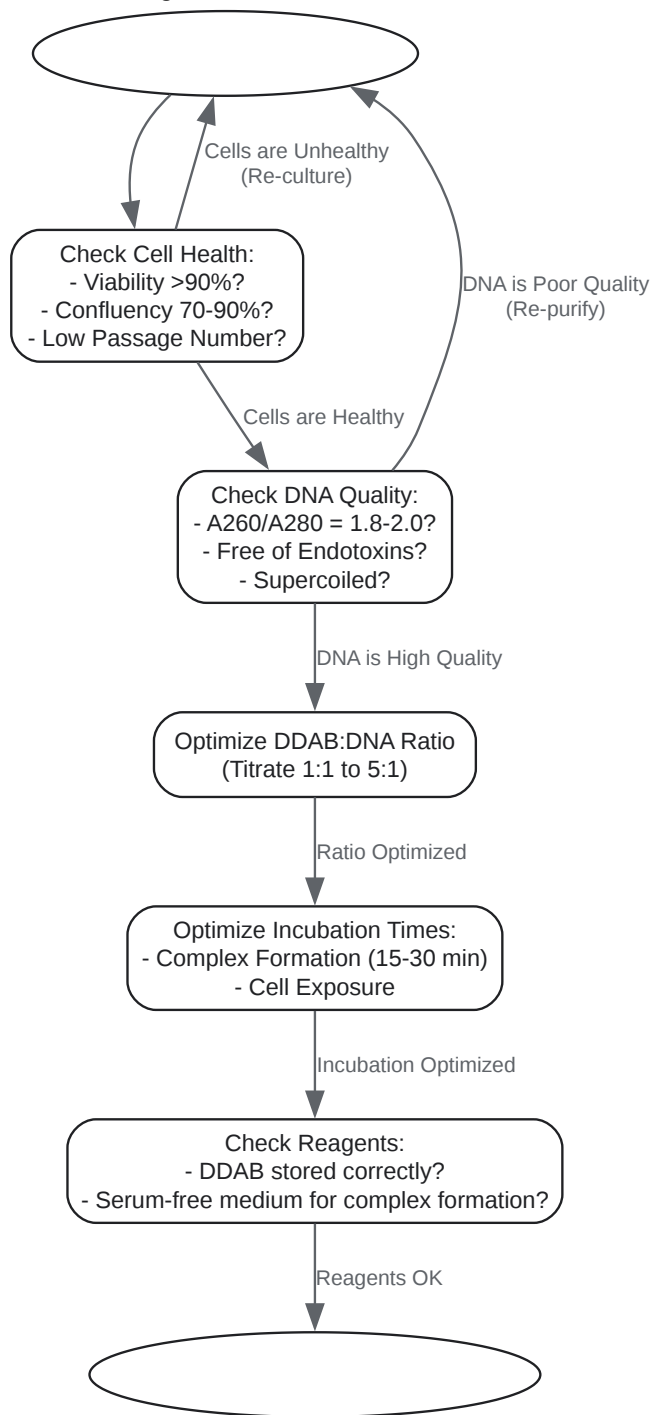 Cells are Unhealthy
(Re-culture)
Check Cell Health:
- Viability >90%?
- Confluency 70-90%?
- Low Passage Number?
DNA is Poor Quality
(Re-purify)
Cells are Healthy
Check DNA Quality:
- A260/A280 = 1.8-2.0?
- Free of Endotoxins?
- Supercoiled?
DNA is High Quality
Optimize DDAB:DNA Ratio
(Titrate 1:1 to 5:1)
Ratio Optimized
Optimize Incubation Times:
- Complex Formation (15-30 min)
- Cell Exposure
Incubation Optimized
Check Reagents:
- DDAB stored correctly?
- Serum-free medium for complex formation?
Reagents OK